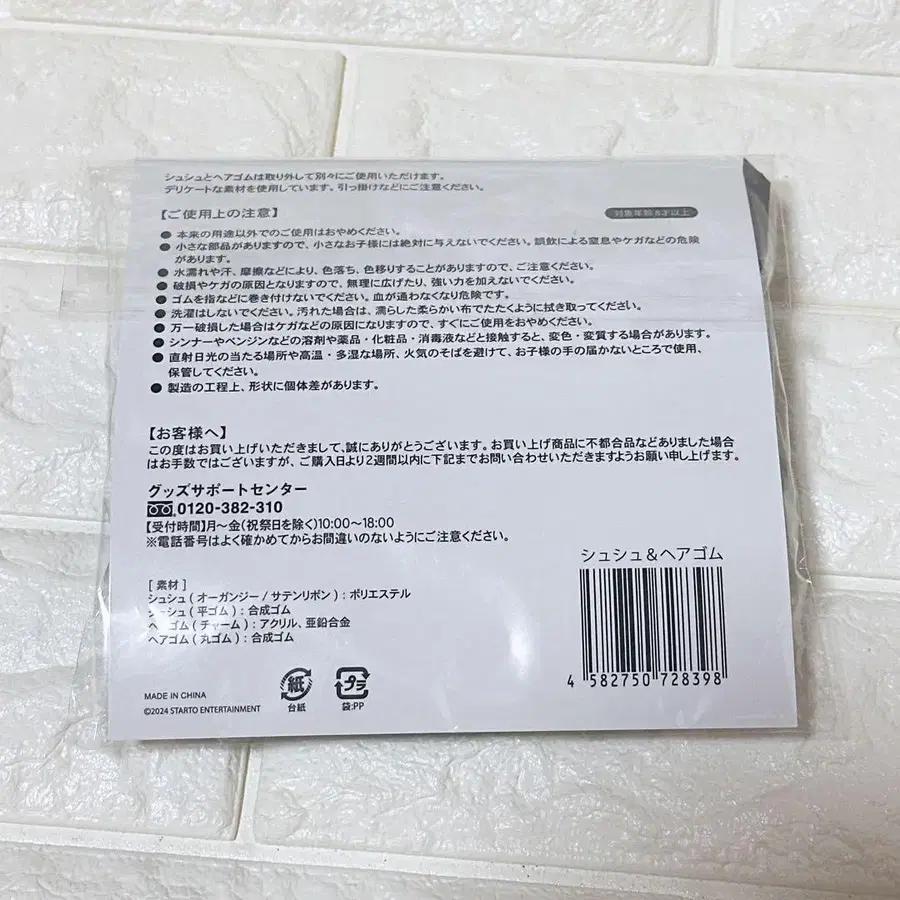 シュシュとヘアゴムは取り外して別々にご使用いただけます。
デリケートな素材を使用しています。引っ掛けなどにご注意ください。
【ご使用上の注意】
対象年齢8才以上
● 本来の用途以外でのご使用はおやめください。
● 小さな部品がありますので、小さなお子様には絶対に与えないでください。誤飲による窒息やケガなどの危険
があります。
● 水濡れや汗、摩擦などにより、色落ち、色移りすることがありますので、ご注意ください。
● 破損やケガの原因となりますので、無理に広げたり、強い力を加えないでください。
● ゴムを指などに巻き付けないでください。血が通わなくなり危険です。
● 洗濯はしないでください。汚れた場合は、濡らした柔らかい布でたたくように拭き取ってください。
● 万一破損した場合はケガなどの原因になりますので、すぐにご使用をおやめください。
● シンナーやベンジンなどの溶剤や薬品・化粧品・消毒液などと接触すると、変色・変質する場合があります。
● 直射日光の当たる場所や高温・多湿な場所、火気のそばを避けて、お子様の手の届かないところで使用、
保管してください。
● 製造の工程上、形状に個体差があります。
【お客様へ】
この度はお買い上げいただきまして、誠にありがとうございます。お買い上げ商品に不都合品などありました場合
はお手数ではございますが、ご購入日より2週間以内に下記までお問い合わせいただきますようお願い申し上げます。
グッズサポートセンター
0120-382-310
【受付時間】月〜金(祝祭日を除く)10:00〜18:00
※電話番号はよく確かめてからお間違いのないようにご注意ください。
シュシュ&ヘアゴム
[ 素材 ]
シュシュ(オーガンジー/サテンリボン):ポリエステル
シュシュ(平ゴム):合成ゴム
ヘアゴム(チャーム):アクリル、亜鉛合金
ヘアゴム(丸ゴム):合成ゴム
4 582750 728398
紙 プラ
台紙 袋:PP
MADE IN CHINA
©2024 STARTO ENTERTAINMENT